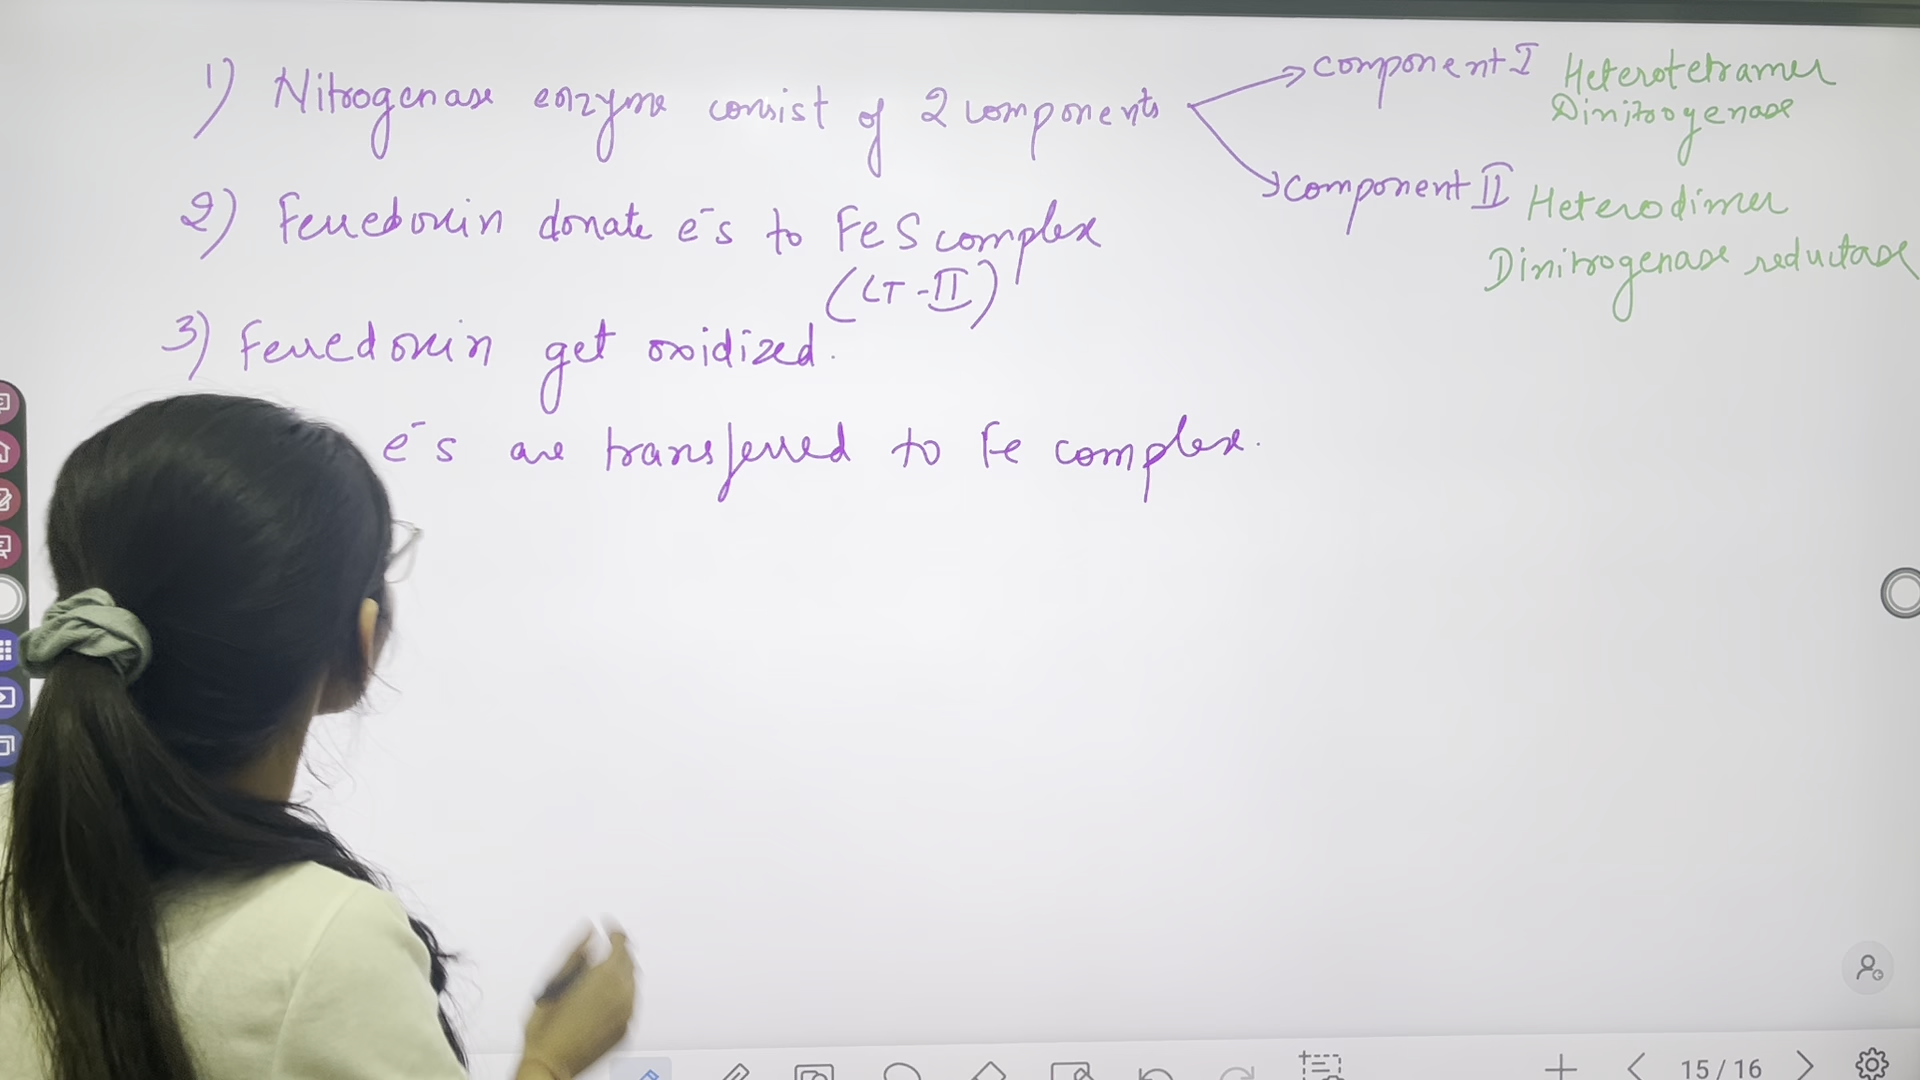 1) Nitrogenase enzyme consist of 2 components
component I Heterotetramer
Dinitrogenase
component II Heterodimer
Dinitrogenase reductase
2) Ferredoxin donate e⁻s to FeS complex
(CT-II)
3) Ferredoxin get oxidized.
e⁻s are transferred to Fe complex.
15/16